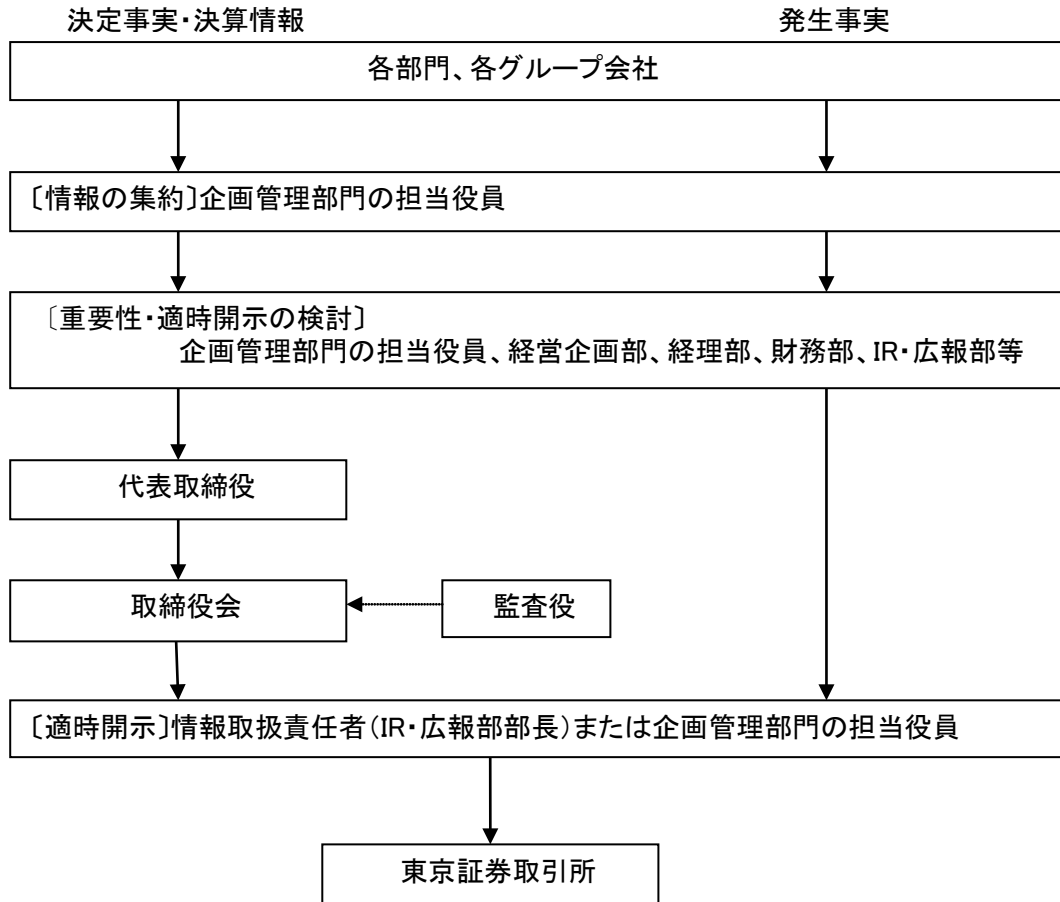 決定事実・決算情報
発生事実
各部門、各グループ会社
〔情報の集約〕企画管理部門の担当役員
〔重要性・適時開示の検討〕
企画管理部門の担当役員、経営企画部、経理部、財務部、IR・広報部等
代表取締役
取締役会
監査役
〔適時開示〕情報取扱責任者(IR・広報部部長)または企画管理部門の担当役員
東京証券取引所